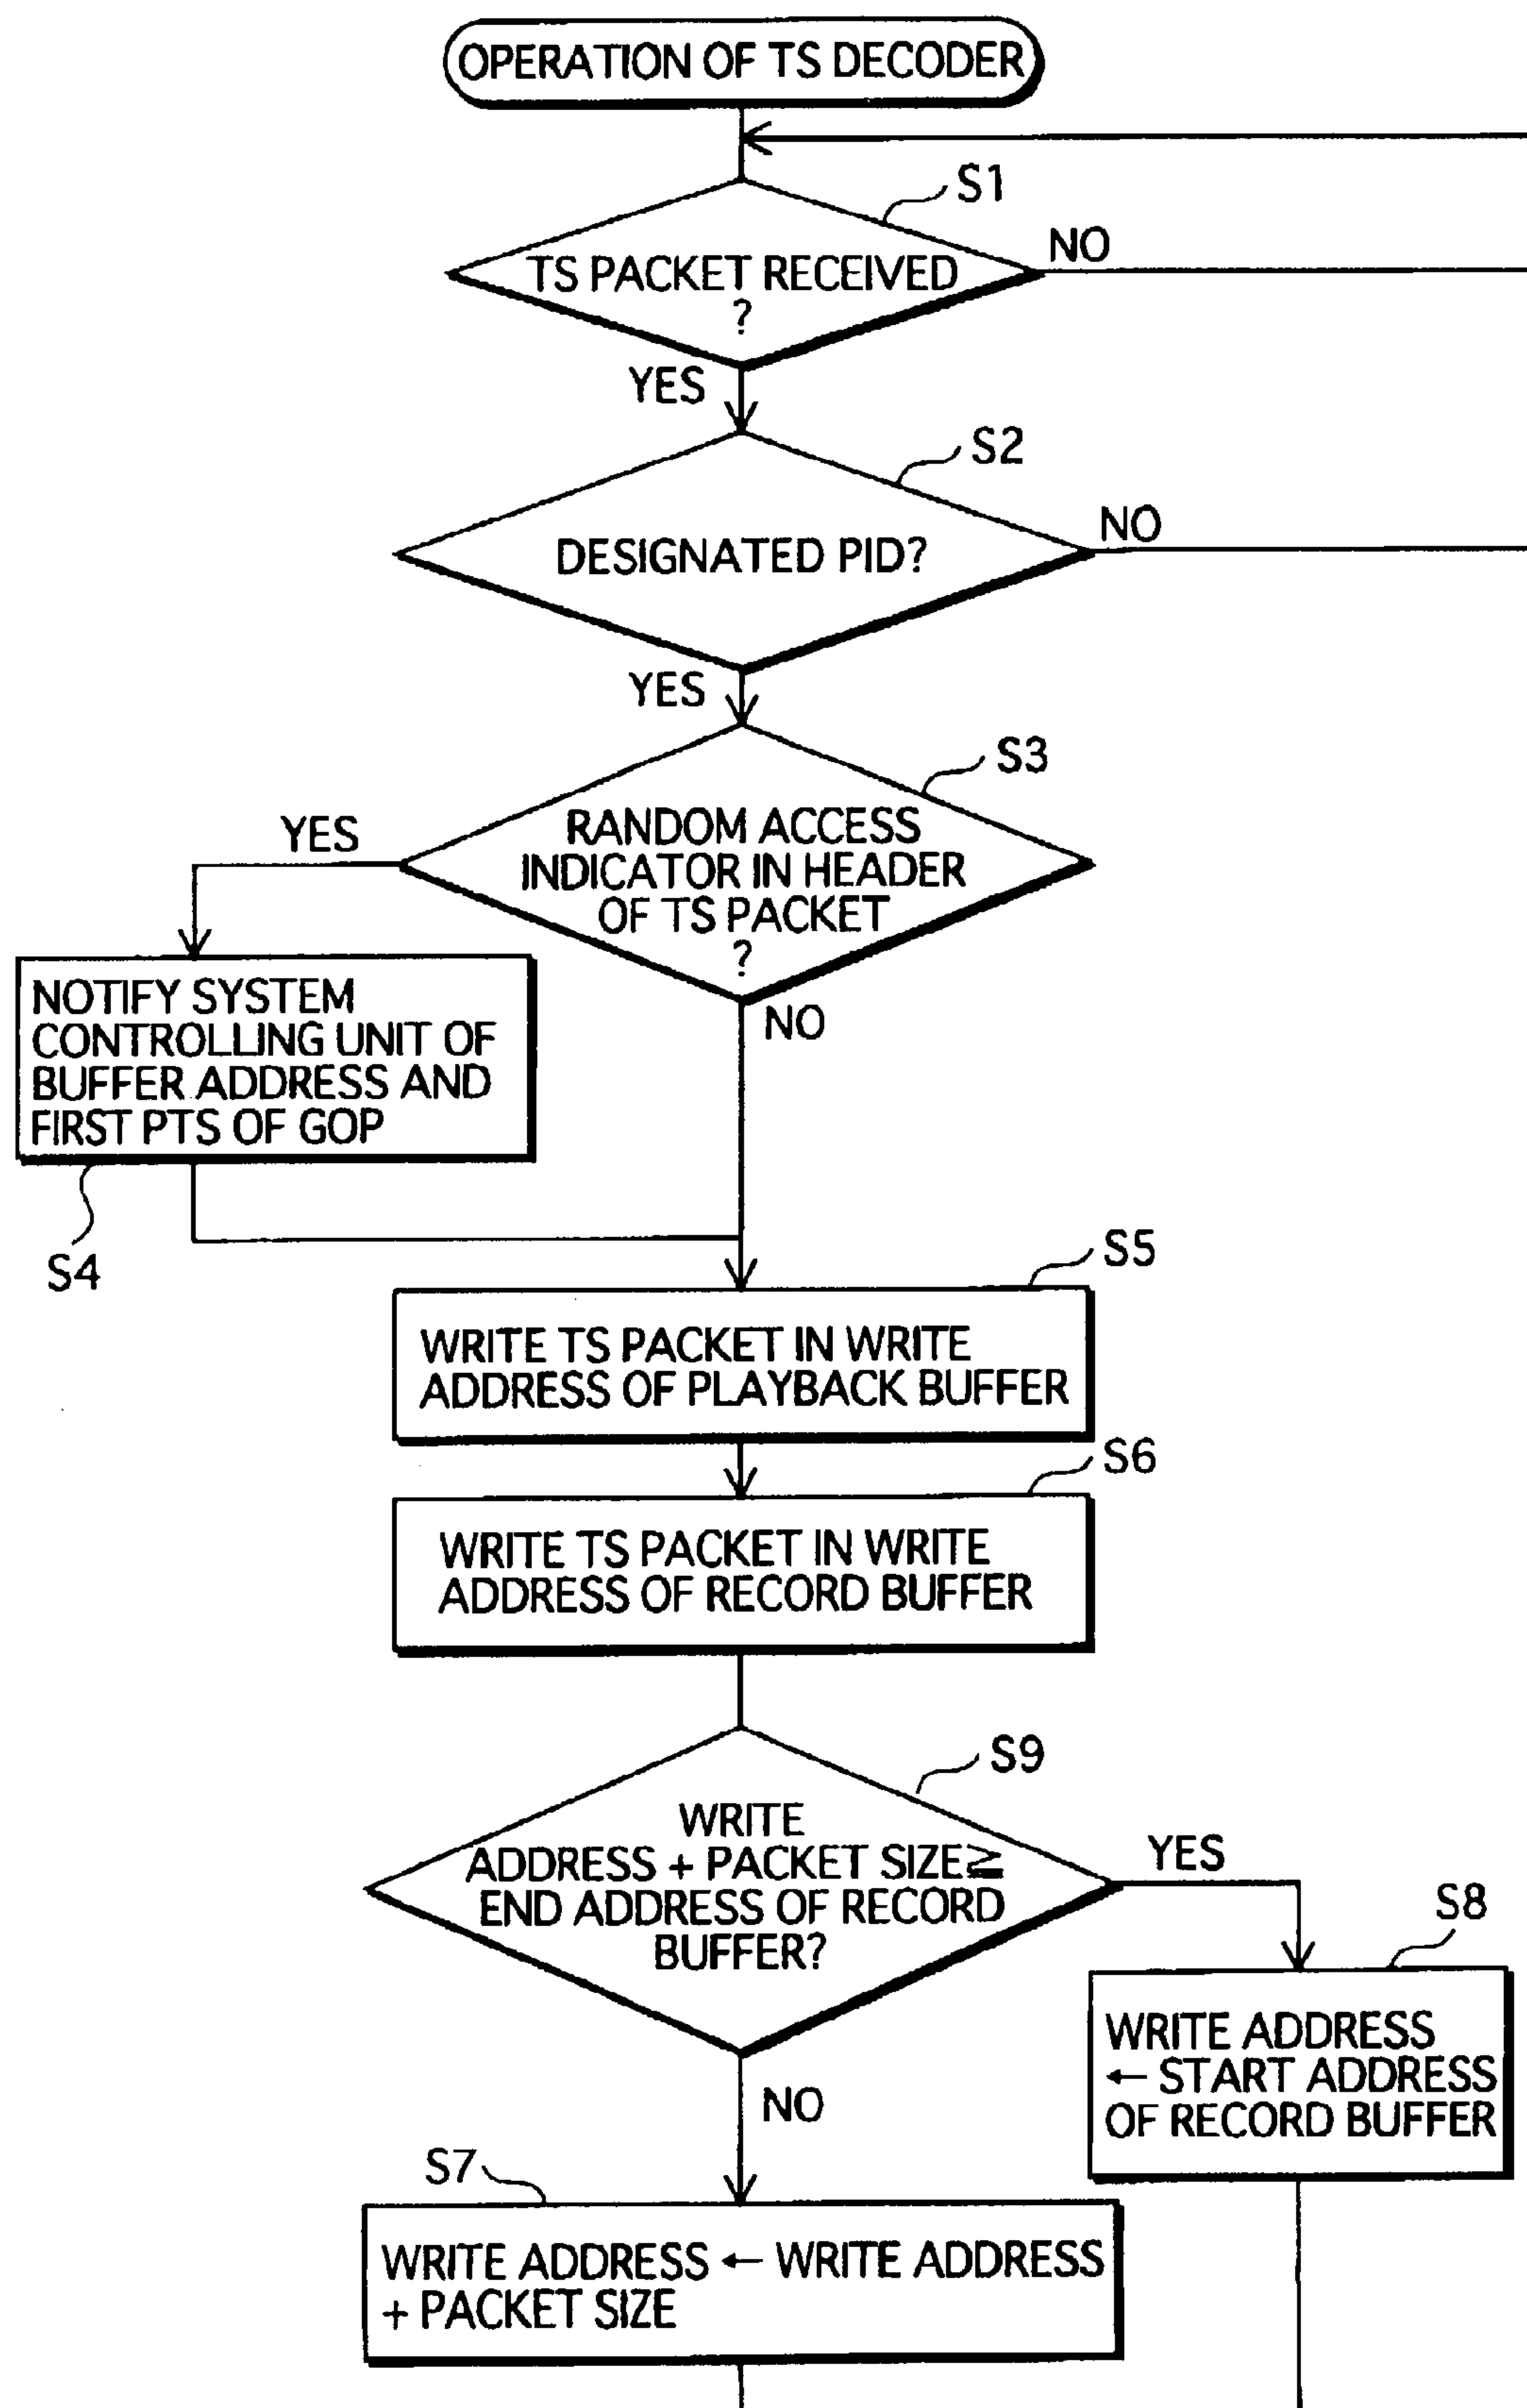 OPERATION OF TS DECODER
S1
TS PACKET RECEIVED
?
NO
YES
S2
DESIGNATED PID?
NO
YES
S3
RANDOM ACCESS
INDICATOR IN HEADER
OF TS PACKET
?
YES
NO
NOTIFY SYSTEM
CONTROLLING UNIT OF
BUFFER ADDRESS AND
FIRST PTS OF GOP
S4
S5
WRITE TS PACKET IN WRITE
ADDRESS OF PLAYBACK BUFFER
S6
WRITE TS PACKET IN WRITE
ADDRESS OF RECORD BUFFER
S9
WRITE
ADDRESS + PACKET SIZE≧
END ADDRESS OF RECORD
BUFFER?
YES
S8
WRITE ADDRESS
← START ADDRESS
OF RECORD BUFFER
NO
S7
WRITE ADDRESS ← WRITE ADDRESS
+ PACKET SIZE